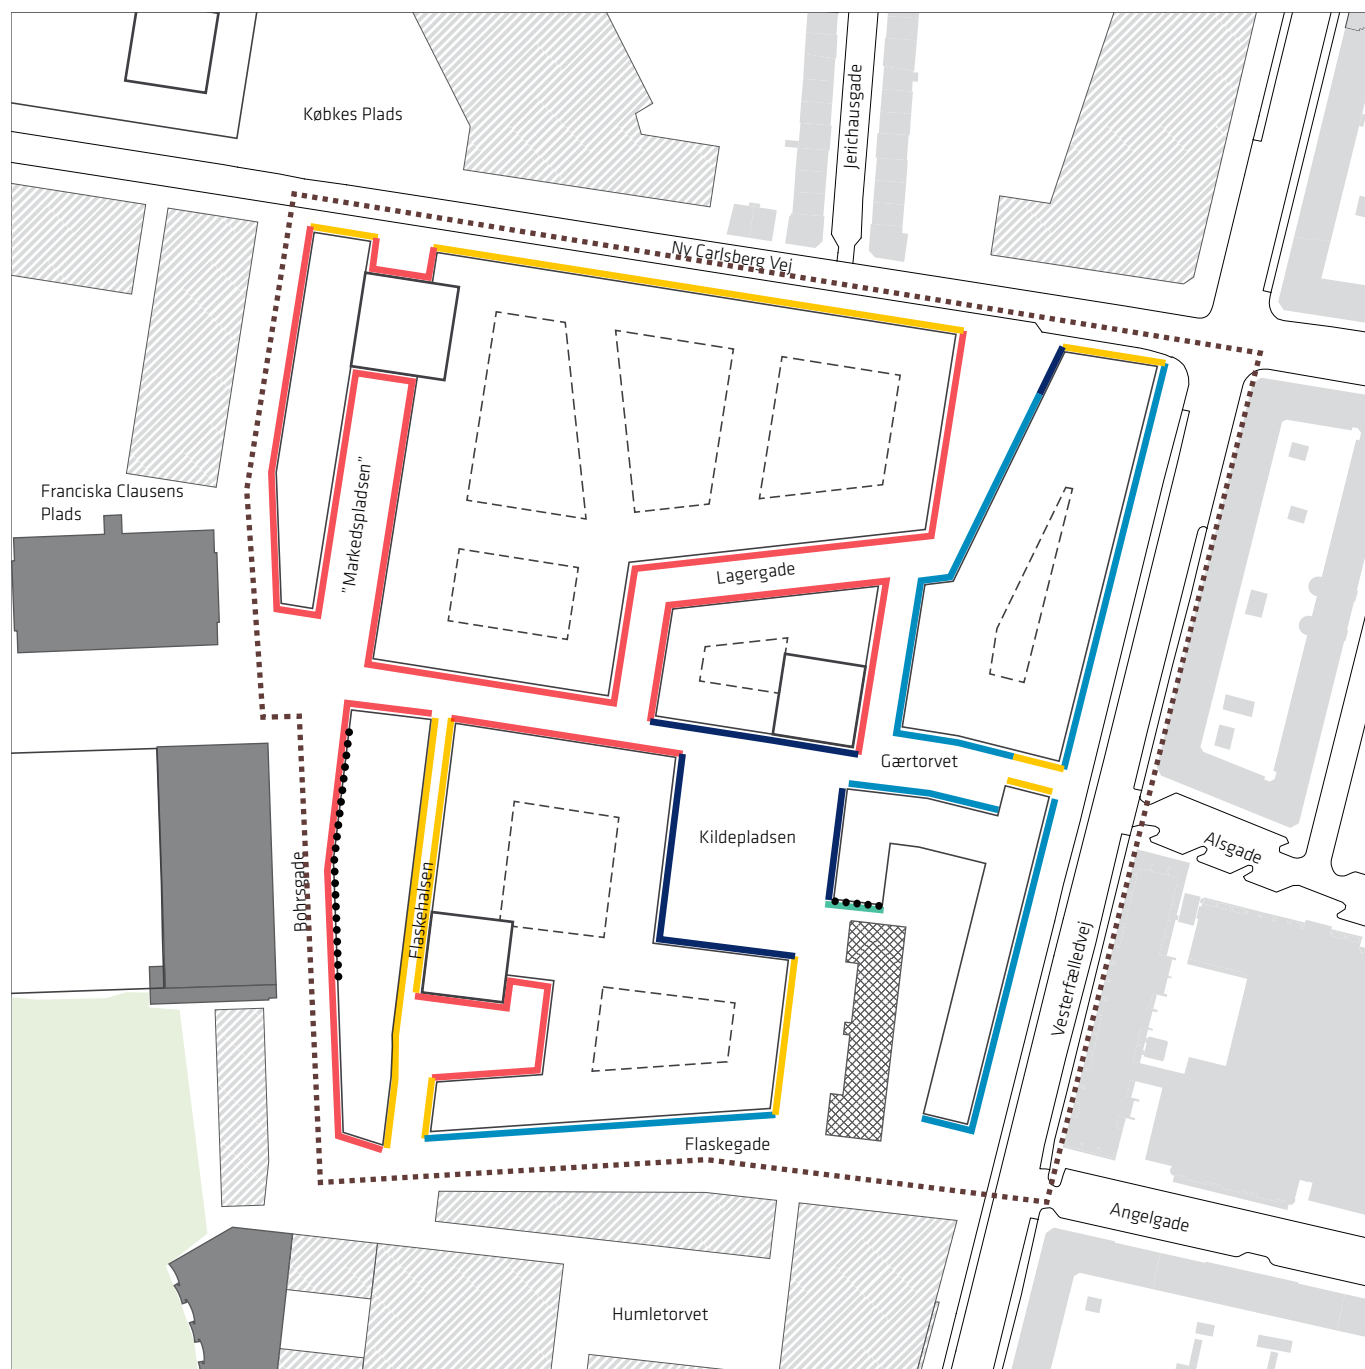 Købkes Plads
Jerichausgade
Ny Carlsberg Vej
Franciska Clausens
Plads
"Markedspladsen"
Lagergade
Gærtorvet
Kildepladsen
Alsgade
Bohrsgade
Flaskehalsen
Vesterfælledvej
Flaskegade
Angelgade
Humletorvet